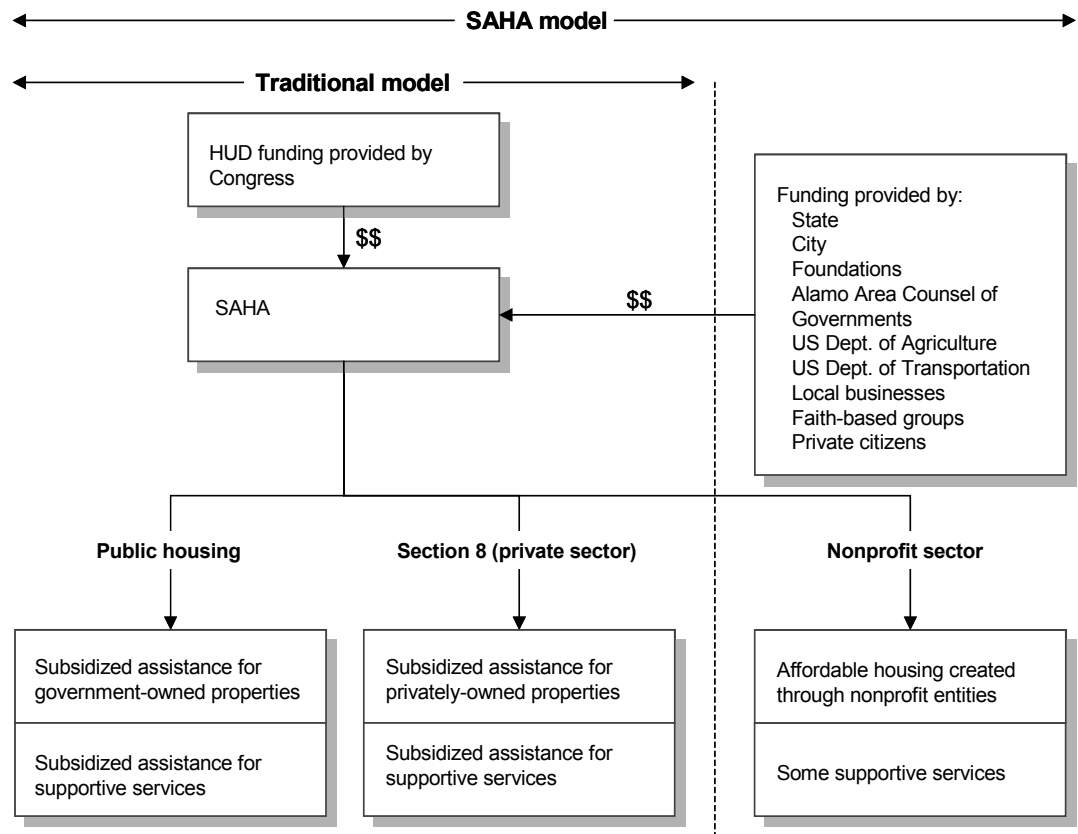 SAHA model
Traditional model
HUD funding provided by
Congress
$$
SAHA
$$
Funding provided by:
State
City
Foundations
Alamo Area Counsel of
Governments
US Dept. of Agriculture
US Dept. of Transportation
Local businesses
Faith-based groups
Private citizens
Public housing
Section 8 (private sector)
Nonprofit sector
Subsidized assistance for
government-owned properties
Subsidized assistance for
supportive services
Subsidized assistance for
privately-owned properties
Subsidized assistance for
supportive services
Affordable housing created
through nonprofit entities
Some supportive services